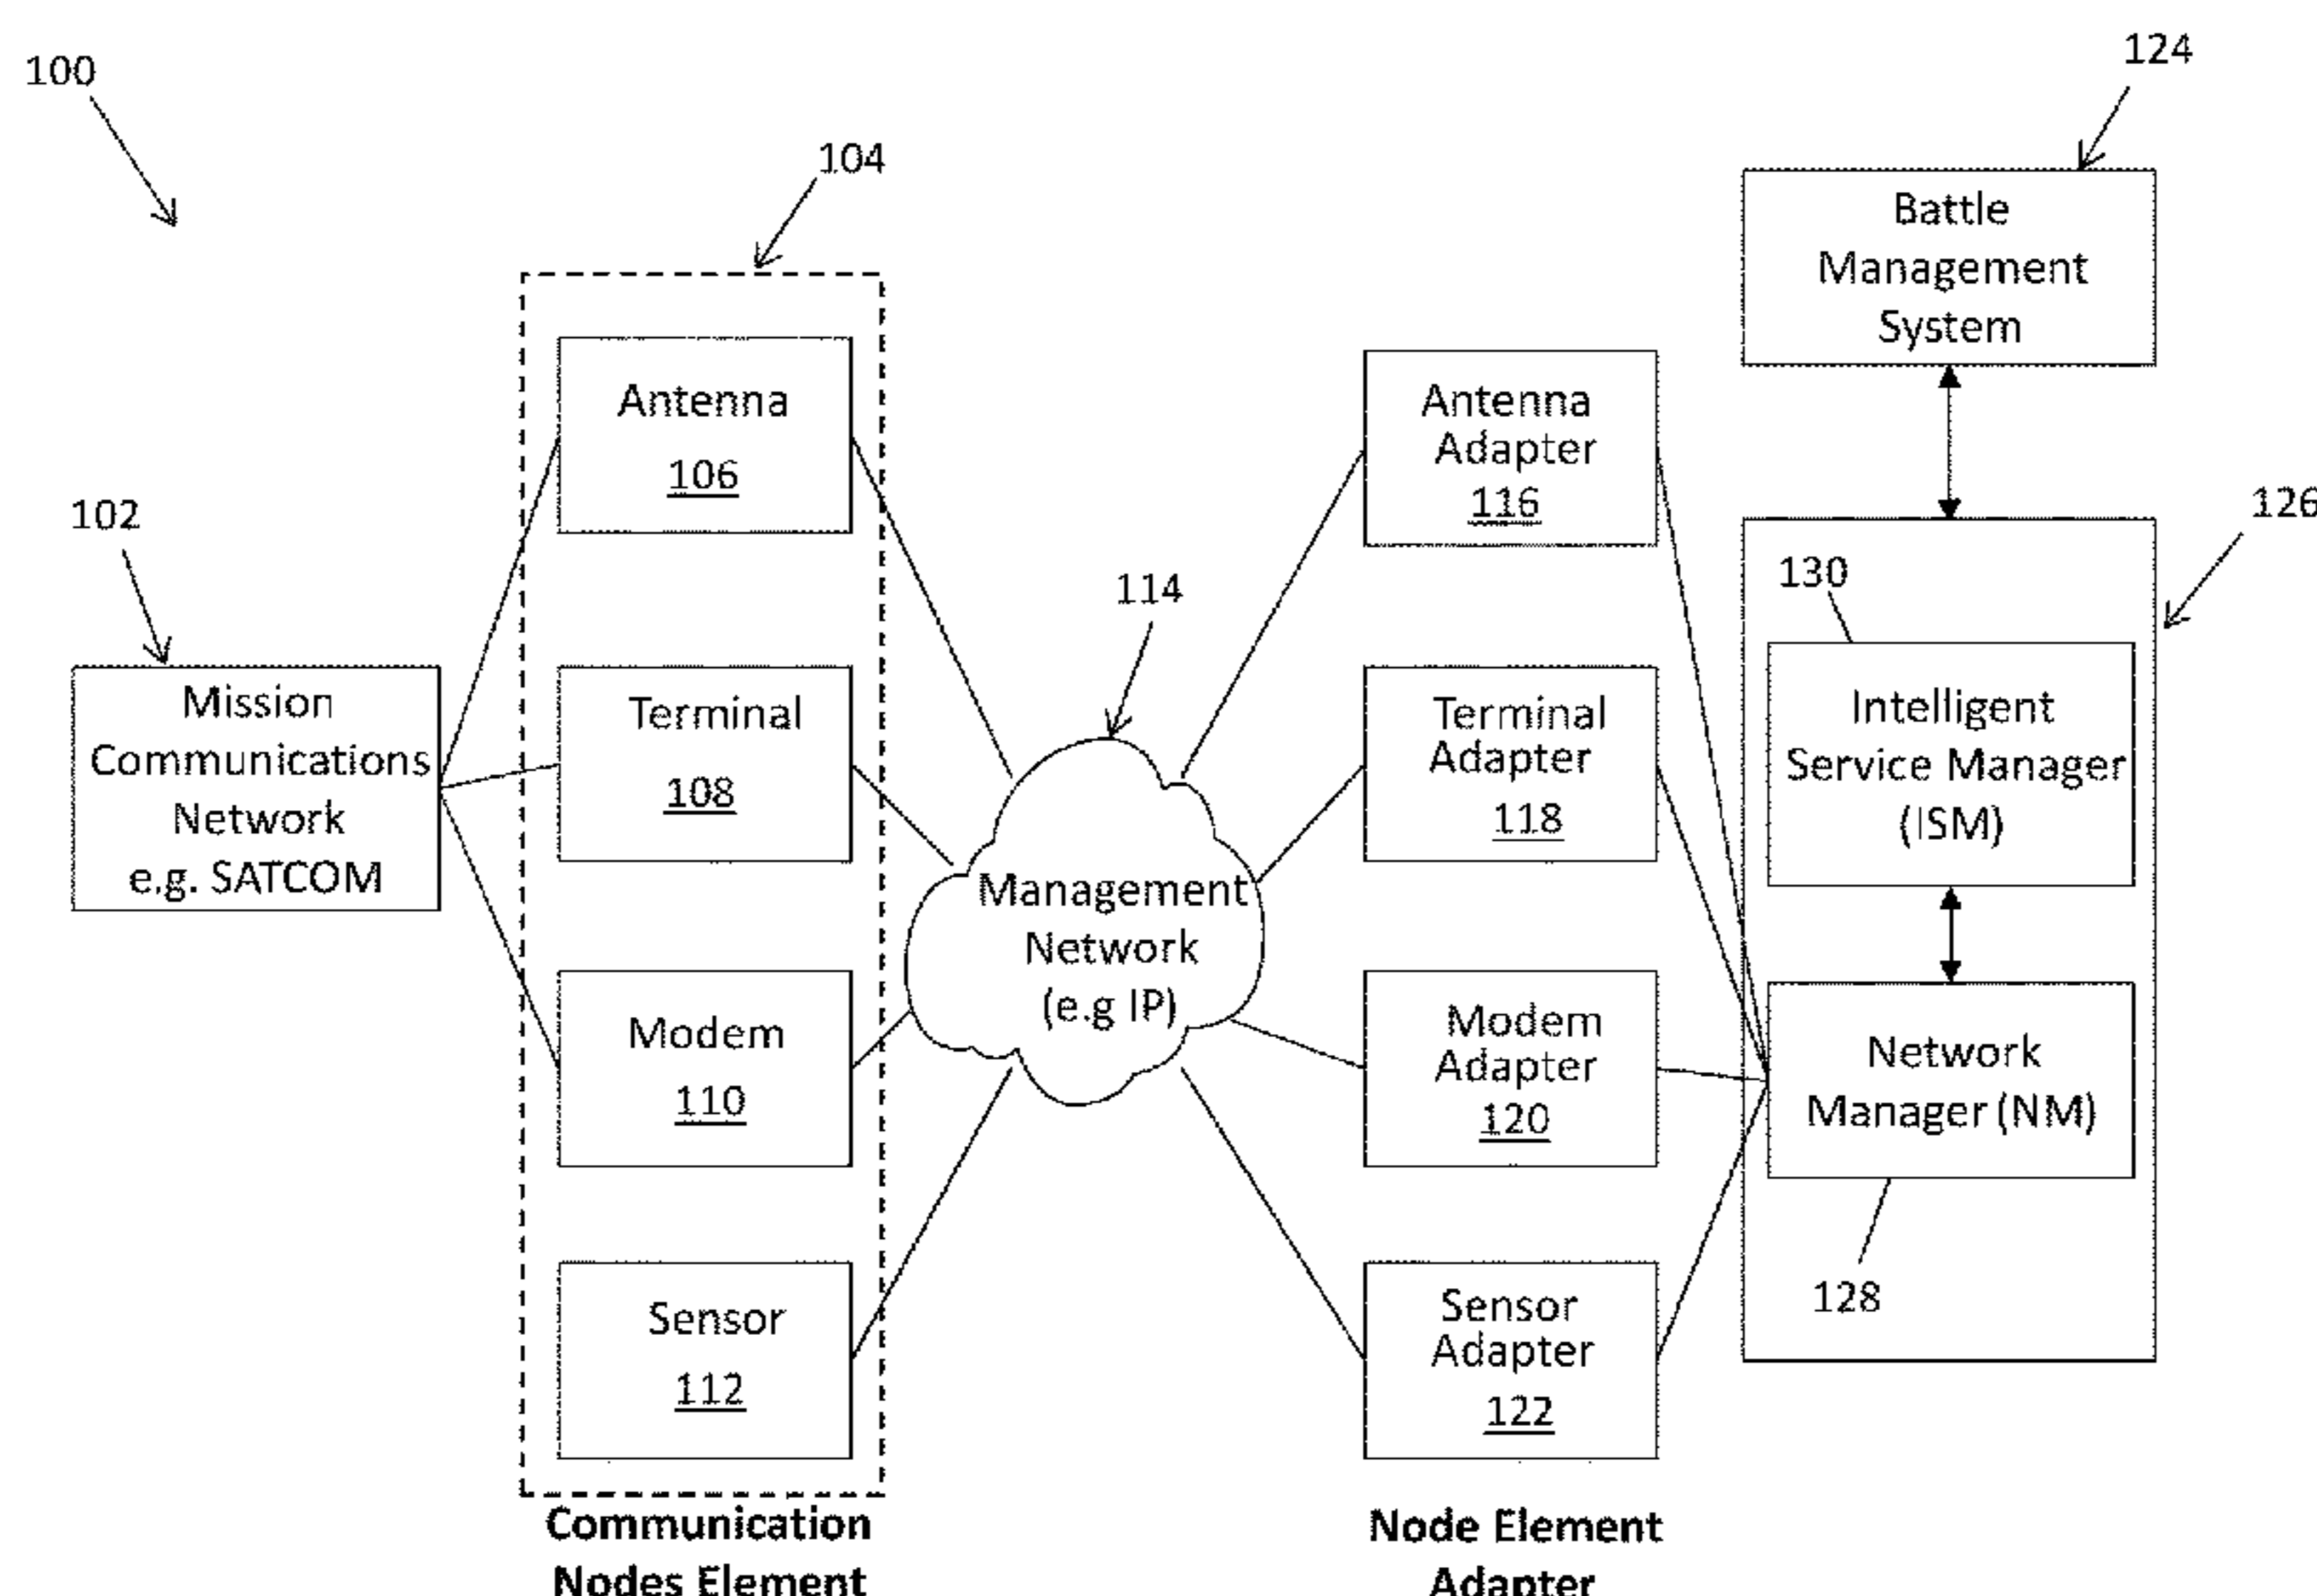 100
124
104
Battle
Management
System
Antenna
106
Antenna
Adapter
116
102
126
130
114
Mission
Communications
Network
e.g. SATCOM
Terminal
108
Terminal
Adapter
118
Intelligent
Service Manager
(ISM)
Management
Network
(e.g IP)
Modem
110
Modem
Adapter
120
Network
Manager (NM)
Sensor
112
Sensor
Adapter
122
128
Communication
Nodes Element
Node Element
Adapter